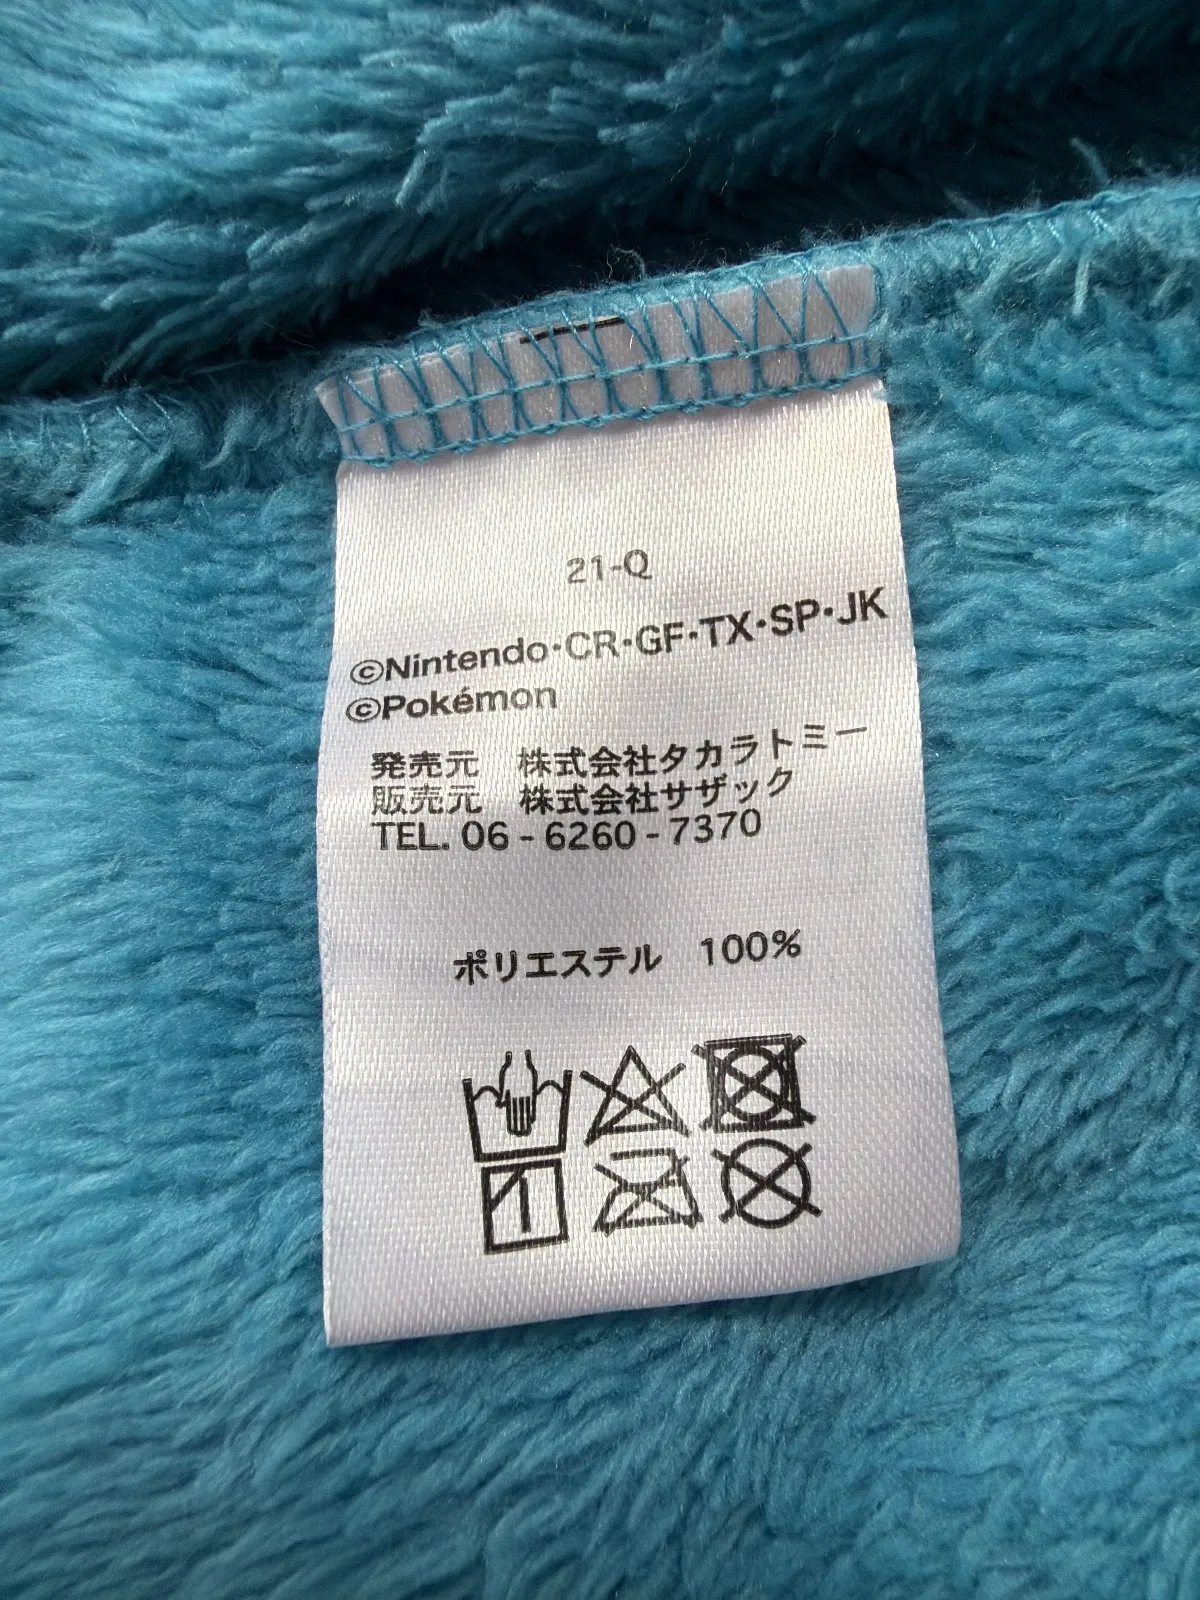 21-Q
©Nintendo・CR・GF・TX・SP・JK
©Pokémon
発売元　株式会社タカラトミー
販売元　株式会社サザック
TEL. 06 - 6260 - 7370
ポリエステル　100%
1